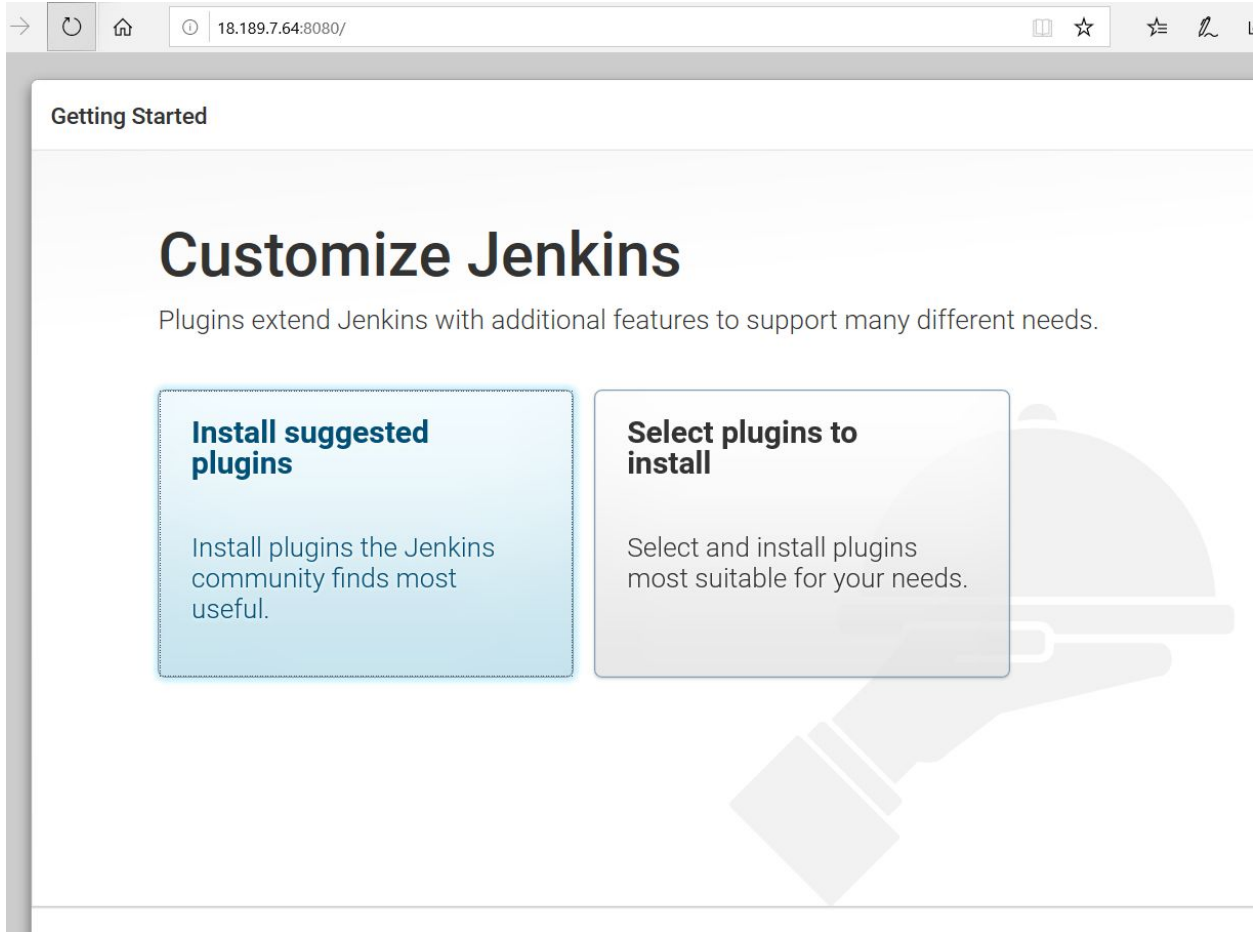 18.189.7.64:8080/
Getting Started
Customize Jenkins
Plugins extend Jenkins with additional features to support many different needs.
Install suggested
plugins
Install plugins the Jenkins
community finds most
useful.
Select plugins to
install
Select and install plugins
most suitable for your needs.